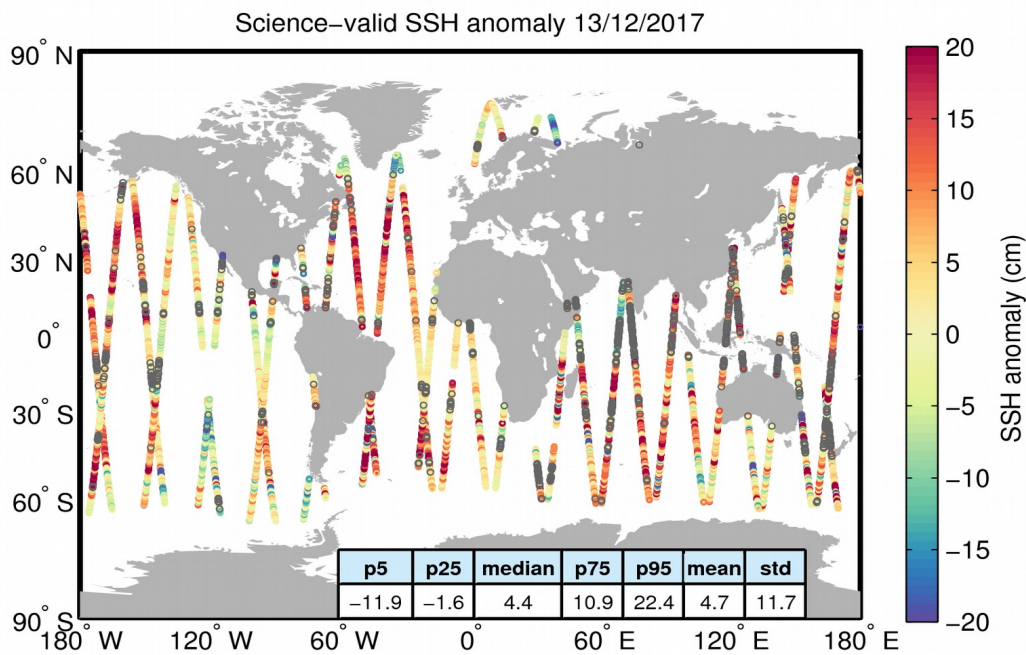 Science−valid SSH anomaly 13/12/2017
90° N
60° N
30° N
0°
30° S
60° S
90° S
180° W
120° W
60° W
0°
60° E
120° E
180° E
p5 p25 median p75 p95 mean std
−11.9 −1.6 4.4 10.9 22.4 4.7 11.7
20
15
10
5
0
−5
−10
−15
−20
SSH anomaly (cm)